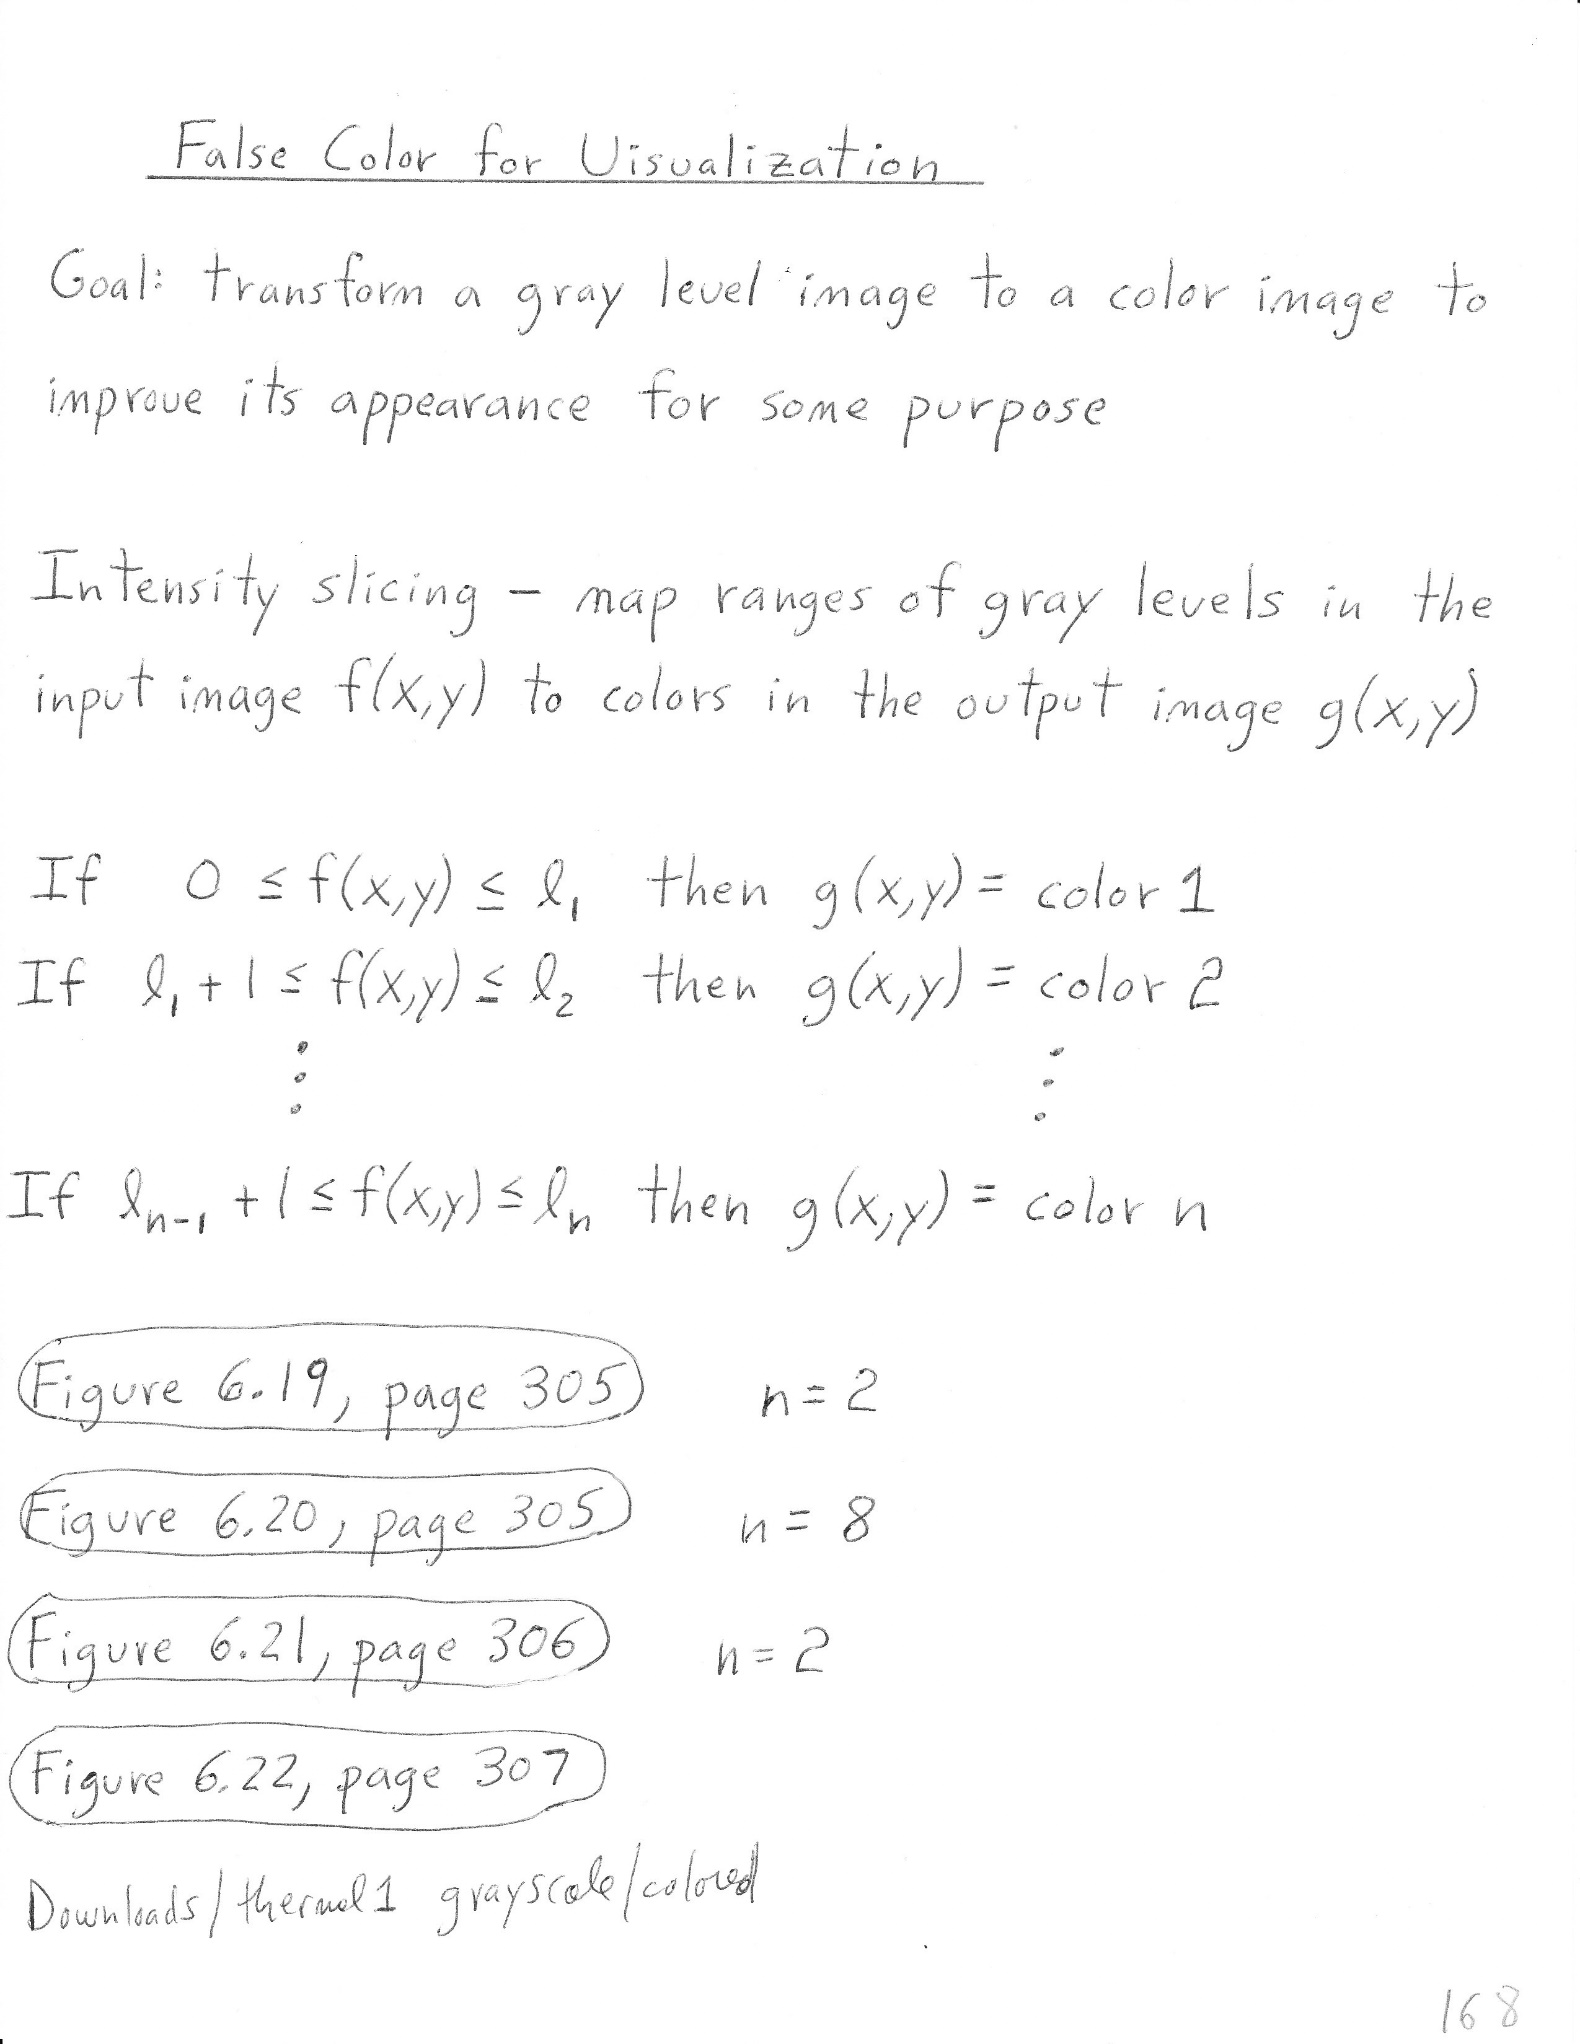 False Color for Visualization
Goal: transform a gray level image to a color image to
improve its appearance for some purpose
Intensity slicing – map ranges of gray levels in the
input image f(x,y) to colors in the output image g(x,y)
If 0 ≤ f(x,y) ≤ l₁ then g(x,y) = color 1
If l₁ + 1 ≤ f(x,y) ≤ l₂ then g(x,y) = color 2
⋮ ⋮
If lₙ₋₁ + 1 ≤ f(x,y) ≤ lₙ then g(x,y) = color n
Figure 6.19, page 305 n = 2
Figure 6.20, page 305 n = 8
Figure 6.21, page 306 n = 2
Figure 6.22, page 307
Downloads/thermal1 grayscale/colored
168